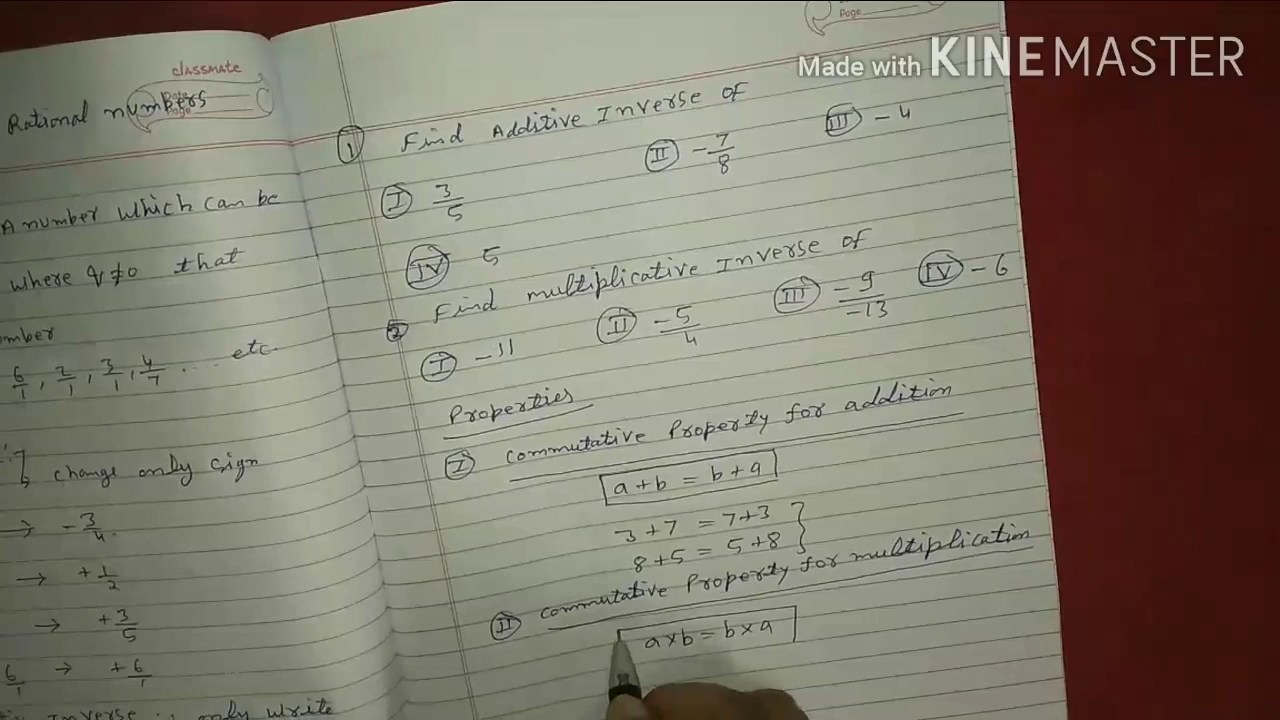 Made with KINEMASTER
classmate
Date
Page
Rational numbers
A number which can be
where q≠0 that
6/1, 2/1, 3/1, 4/7 .... etc.
change only sign
→ -3/4
→ +1/2
→ +3/5
6/1 → +6/1
Inverse only write
Page
① Find Additive Inverse of
Ⓘ 3/5 Ⓘⓘ -7/8 Ⓘⓘⓘ -4
ⒾⓋ 5
② Find multiplicative Inverse of
Ⓘ -11 Ⓘⓘ -5/4 Ⓘⓘⓘ -9/-13 ⒾⓋ -6
Properties
Ⓘ commutative Property for addition
a+b = b+a
3+7 = 7+3
8+5 = 5+8
Ⓘⓘ commutative Property for multiplication
a×b = b×a